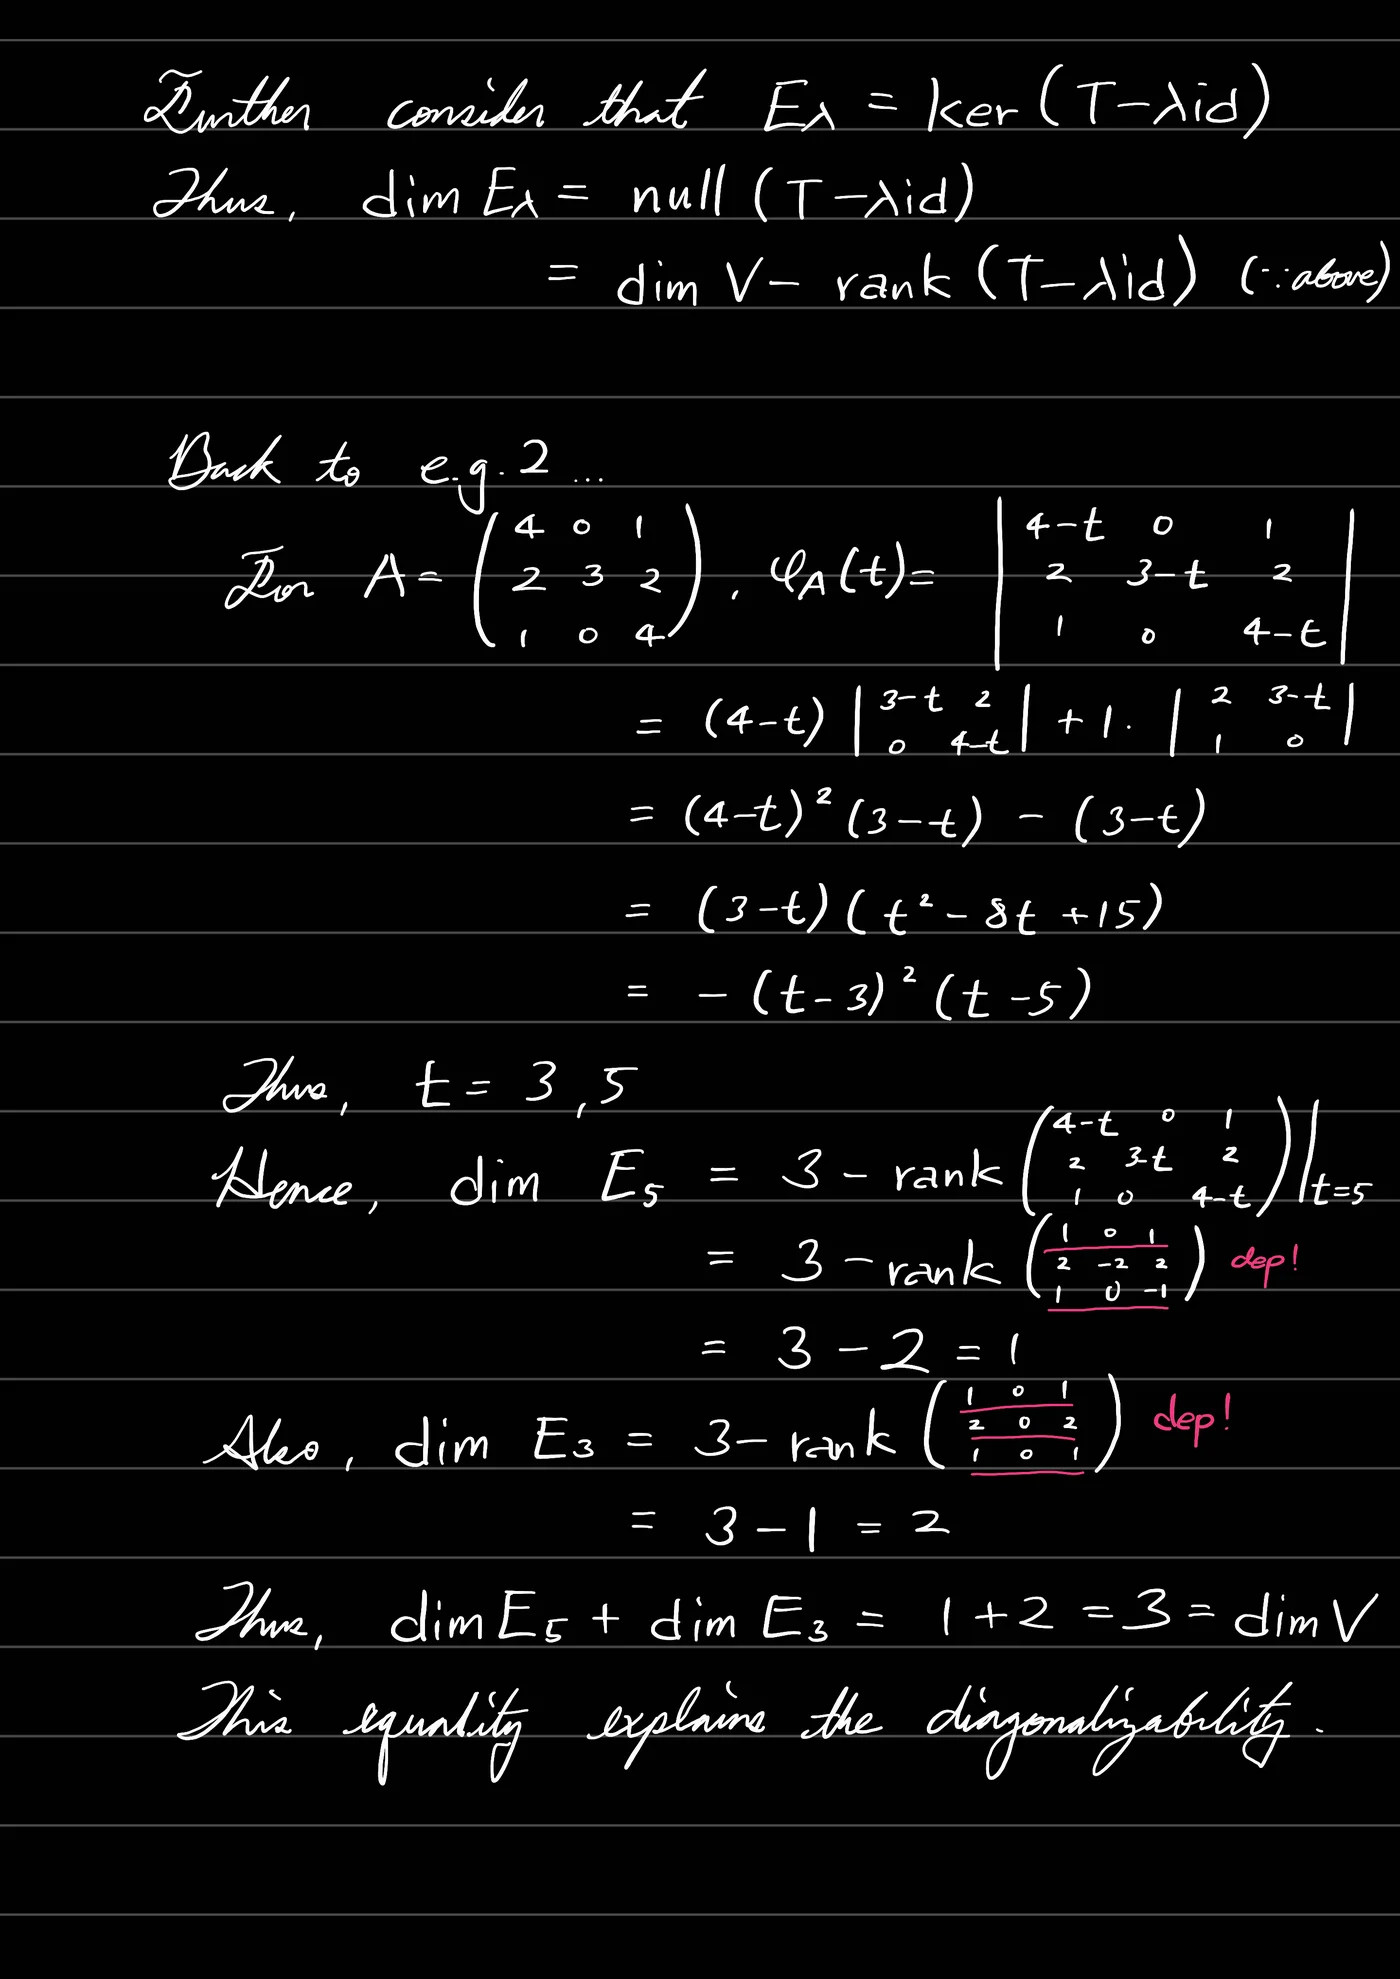 Further consider that Eλ = ker (T−λid)
Thus, dim Eλ = null (T−λid)
= dim V − rank (T−λid) (∵ above)
Back to e.g. 2 ...
For A = (4 0 1
2 3 2
1 0 4), φA(t) = |4−t 0 1
2 3−t 2
1 0 4−t|
= (4−t) |3−t 2
0 4−t| + 1· |2 3−t
1 0|
= (4−t)² (3−t) − (3−t)
= (3−t) (t² − 8t + 15)
= −(t−3)² (t−5)
Thus, t = 3, 5
Hence, dim E5 = 3 − rank (4−t 0 1
2 3-t 2
1 0 4−t)|t=5
= 3 − rank (1 0 1
2 −2 2
1 0 −1) dep!
= 3 − 2 = 1
Also, dim E3 = 3 − rank (1 0 1
2 0 2
1 0 1) dep!
= 3 − 1 = 2
Thus, dim E5 + dim E3 = 1 + 2 = 3 = dim V
This equality explains the diagonalizability.